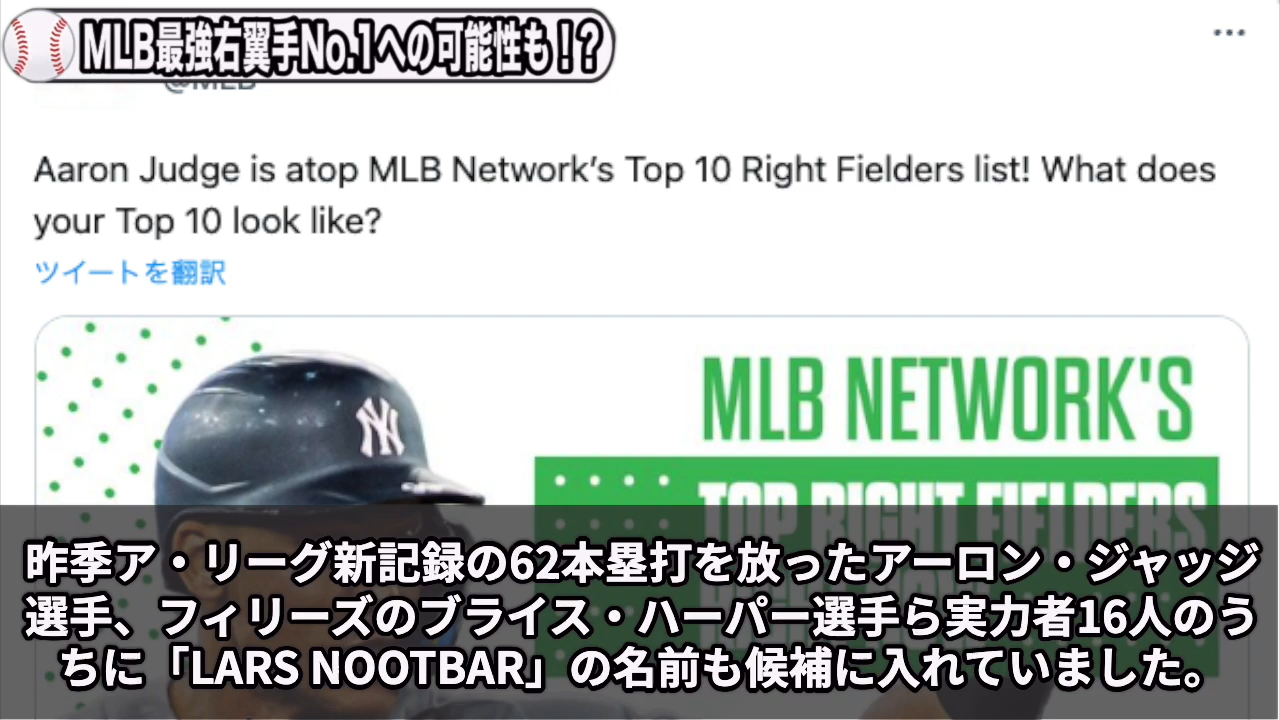 MLB最強右翼手No.1への可能性も!?
@MLB
Aaron Judge is atop MLB Network's Top 10 Right Fielders list! What does
your Top 10 look like?
ツイートを翻訳
NY
MLB NETWORK'S
TOP RIGHT FIELDERS
昨季ア・リーグ新記録の62本塁打を放ったアーロン・ジャッジ
選手、フィリーズのブライス・ハーパー選手ら実力者16人のう
ちに「LARS NOOTBAR」の名前も候補に入れていました。